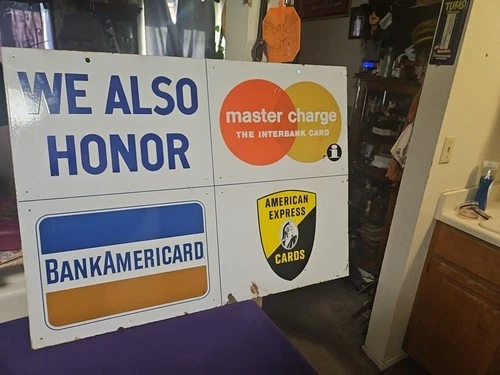 WE ALSO
HONOR
master charge
THE INTERBANK CARD
i
BANKAMERICARD
AMERICAN
EXPRESS
CARDS